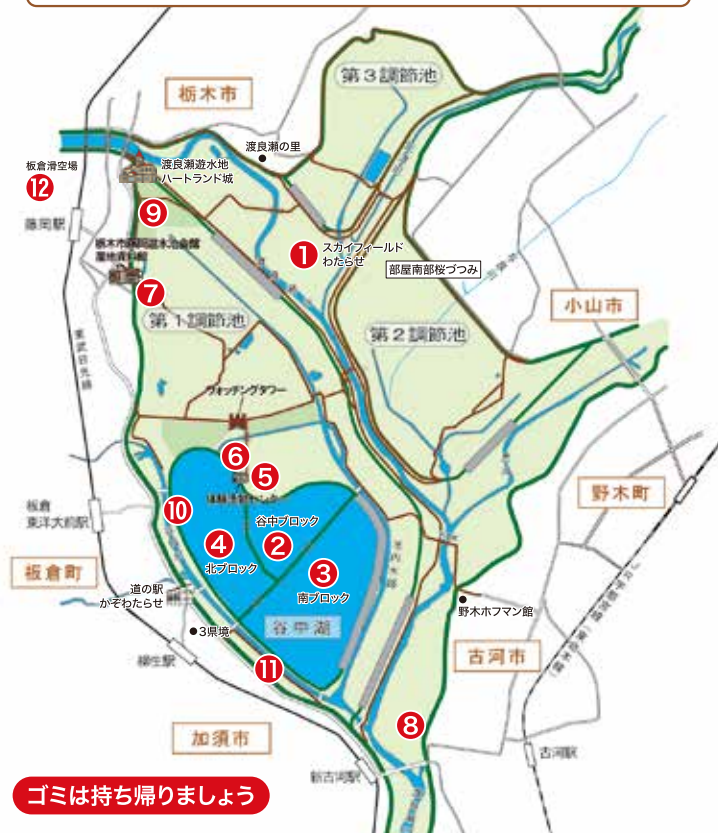 第3調節池
栃木市
渡良瀬の里
板倉滑空場
⑫
渡良瀬遊水地
ハートランド城
藤岡駅
⑨
①
スカイフィールド
わたらせ
部屋南部桜づつみ
⑦
小山市
第1調節池
第2調節池
東武日光線
ウォッチングタワー
⑥
⑤
野木町
⑩
板倉
東洋大前駅
谷中ブロック
②
④
北ブロック
③
南ブロック
板倉町
道の駅
かぞわたらせ
野木ホフマン館
3県境
谷中湖
柳生駅
古河市
⑪
⑧
加須市
古河駅
新古河駅
ゴミは持ち帰りましょう